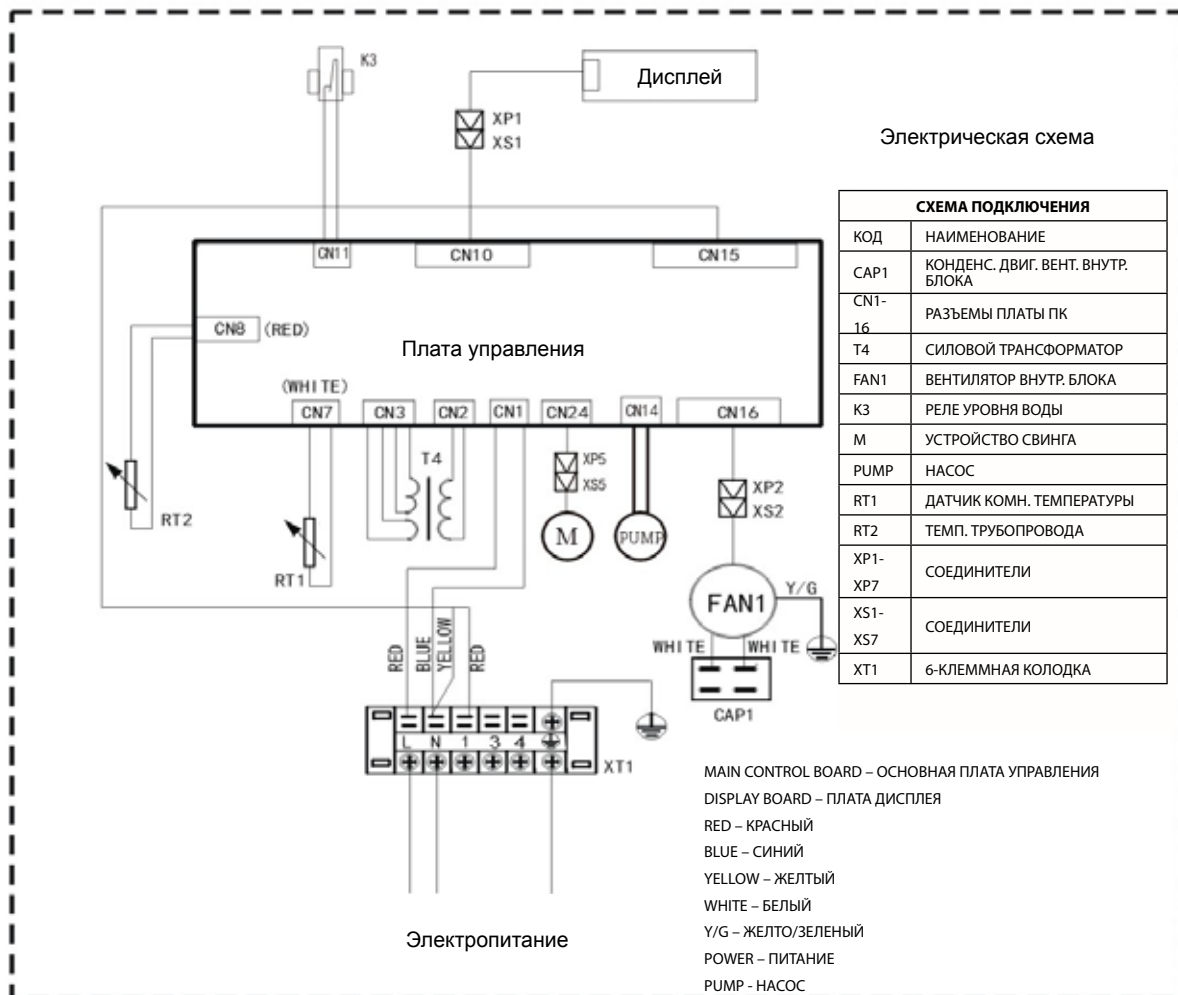 K3
Дисплей
XP1
XS1
Электрическая схема
CN11
CN10
CN15
CN8
(RED)
Плата управления
(WHITE)
CN7
CN3
CN2
CN1
CN24
CN14
CN16
RT2
RT1
T4
XP5
XS5
M
PUMP
XP2
XS2
FAN1
Y/G
WHITE
WHITE
CAP1
RED
BLUE
YELLOW
RED
L N 1 3 4
XT1
Электропитание
СХЕМА ПОДКЛЮЧЕНИЯ
КОД НАИМЕНОВАНИЕ
CAP1 КОНДЕНС. ДВИГ. ВЕНТ. ВНУТР.
БЛОКА
CN1-
16
РАЗЪЕМЫ ПЛАТЫ ПК
T4 СИЛОВОЙ ТРАНСФОРМАТОР
FAN1 ВЕНТИЛЯТОР ВНУТР. БЛОКА
K3 РЕЛЕ УРОВНЯ ВОДЫ
M УСТРОЙСТВО СВИНГА
PUMP НАСОС
RT1 ДАТЧИК КОМН. ТЕМПЕРАТУРЫ
RT2 ТЕМП. ТРУБОПРОВОДА
XP1-
XP7
СОЕДИНИТЕЛИ
XS1-
XS7
СОЕДИНИТЕЛИ
XT1 6-КЛЕММНАЯ КОЛОДКА
MAIN CONTROL BOARD – ОСНОВНАЯ ПЛАТА УПРАВЛЕНИЯ
DISPLAY BOARD – ПЛАТА ДИСПЛЕЯ
RED – КРАСНЫЙ
BLUE – СИНИЙ
YELLOW – ЖЕЛТЫЙ
WHITE – БЕЛЫЙ
Y/G – ЖЕЛТО/ЗЕЛЕНЫЙ
POWER – ПИТАНИЕ
PUMP - НАСОС